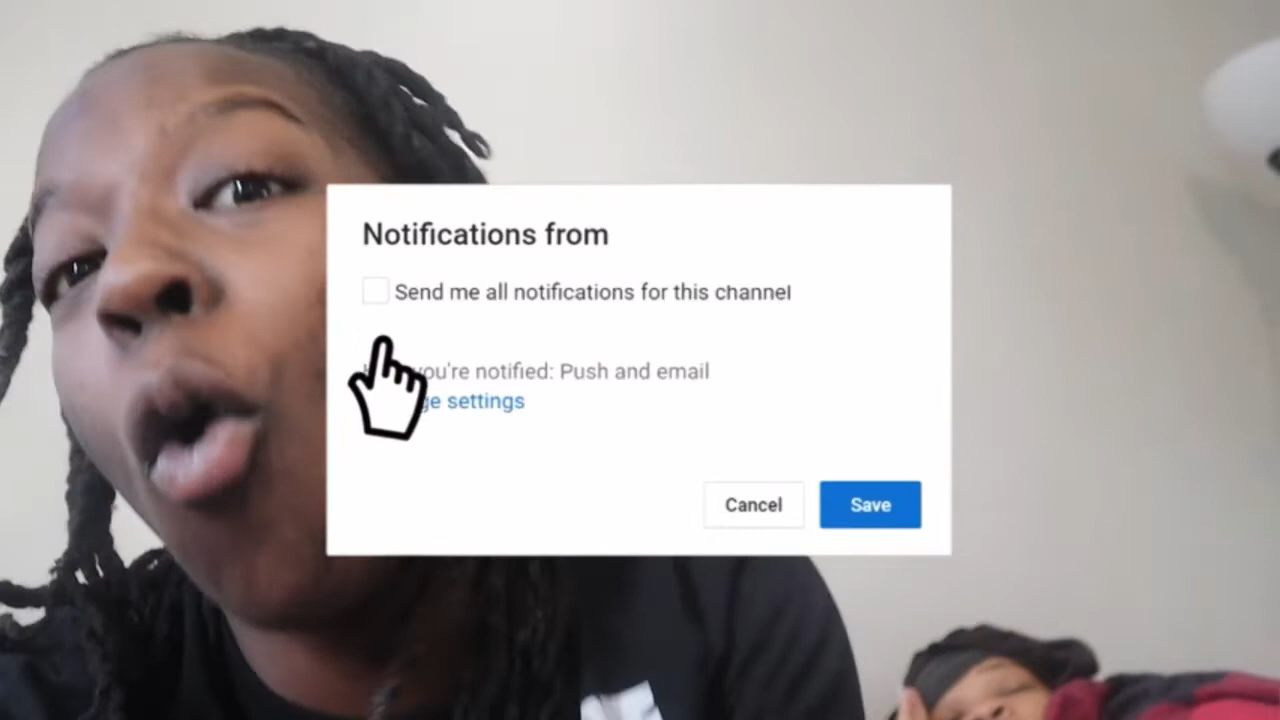 Notifications from
Send me all notifications for this channel
you're notified: Push and email
settings
Cancel
Save